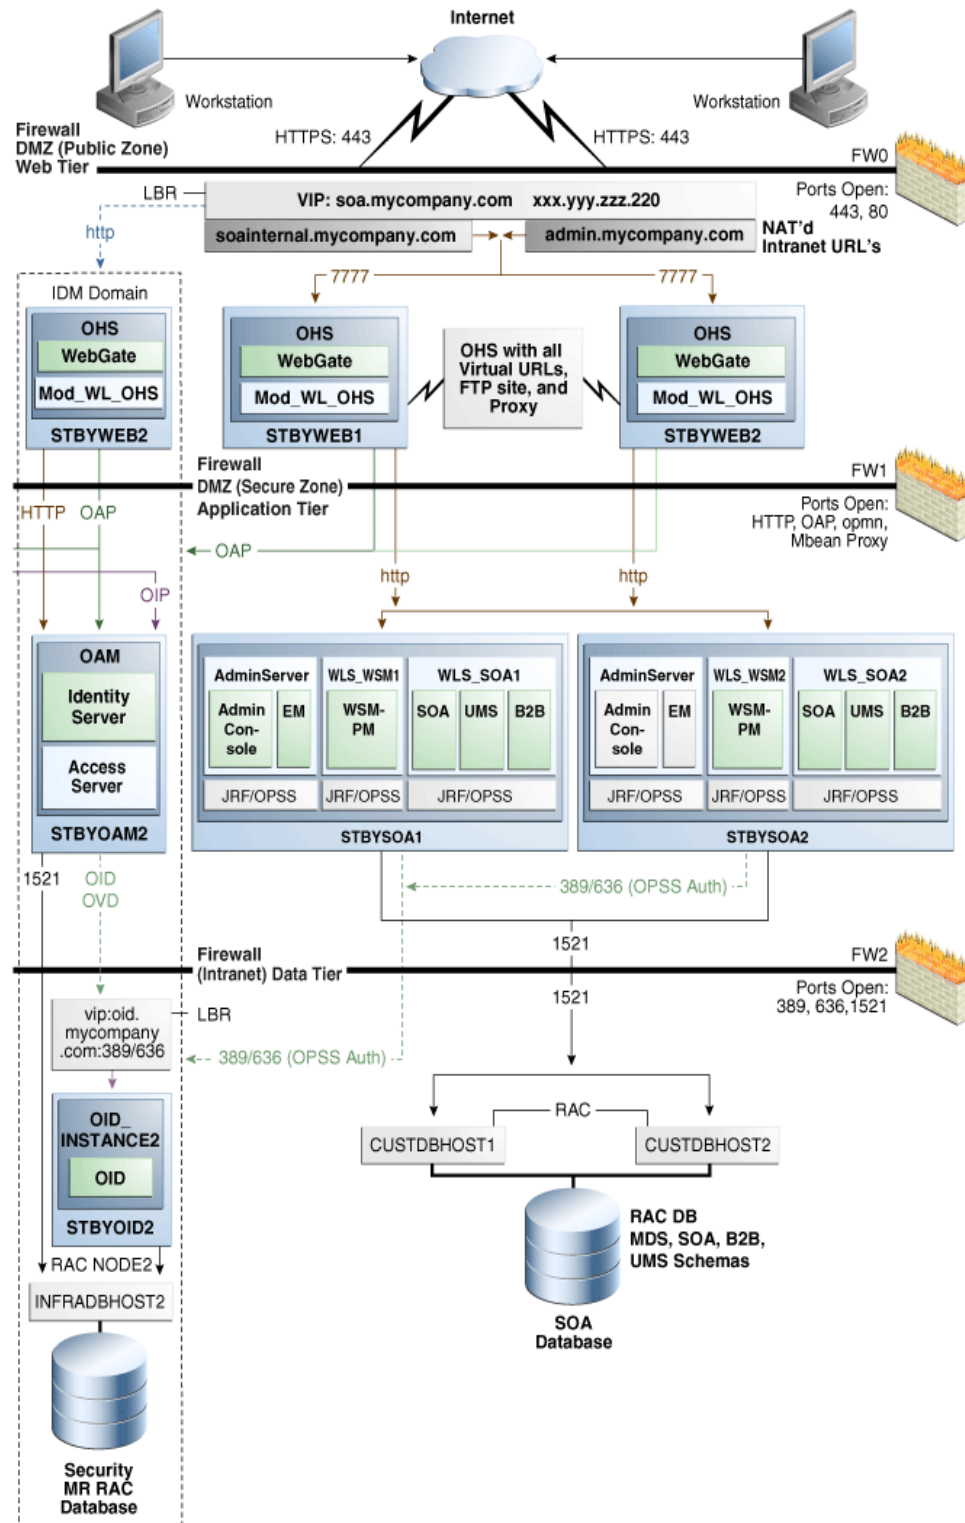 Internet
Workstation
Workstation
HTTPS: 443
HTTPS: 443
Firewall
DMZ (Public Zone)
Web Tier
FW0
Ports Open:
443, 80
LBR
VIP: soa.mycompany.com xxx.yyy.zzz.220
soainternal.mycompany.com
admin.mycompany.com
NAT'd
Intranet URL's
http
7777
7777
IDM Domain
OHS
WebGate
Mod_WL_OHS
STBYWEB2
OHS
WebGate
Mod_WL_OHS
STBYWEB1
OHS with all
Virtual URLs,
FTP site, and
Proxy
OHS
WebGate
Mod_WL_OHS
STBYWEB2
Firewall
DMZ (Secure Zone)
Application Tier
FW1
Ports Open:
HTTP, OAP, opmn,
Mbean Proxy
HTTP
OAP
OAP
OIP
http
http
OAM
Identity
Server
Access
Server
STBYOAM2
AdminServer
Admin
Con-
sole
EM
WLS_WSM1
WSM-
PM
WLS_SOA1
SOA
UMS
B2B
JRF/OPSS
JRF/OPSS
JRF/OPSS
STBYSOA1
AdminServer
Admin
Con-
sole
EM
WLS_WSM2
WSM-
PM
WLS_SOA2
SOA
UMS
B2B
JRF/OPSS
JRF/OPSS
JRF/OPSS
STBYSOA2
1521
OID
OVD
389/636 (OPSS Auth)
1521
Firewall
(Intranet) Data Tier
FW2
Ports Open:
389, 636,1521
1521
vip:oid.
mycompany
.com:389/636
LBR
389/636 (OPSS Auth)
OID_
INSTANCE2
OID
STBYOID2
RAC
CUSTDBHOST1
CUSTDBHOST2
RAC DB
MDS, SOA, B2B,
UMS Schemas
SOA
Database
RAC NODE2
INFRADBHOST2
Security
MR RAC
Database